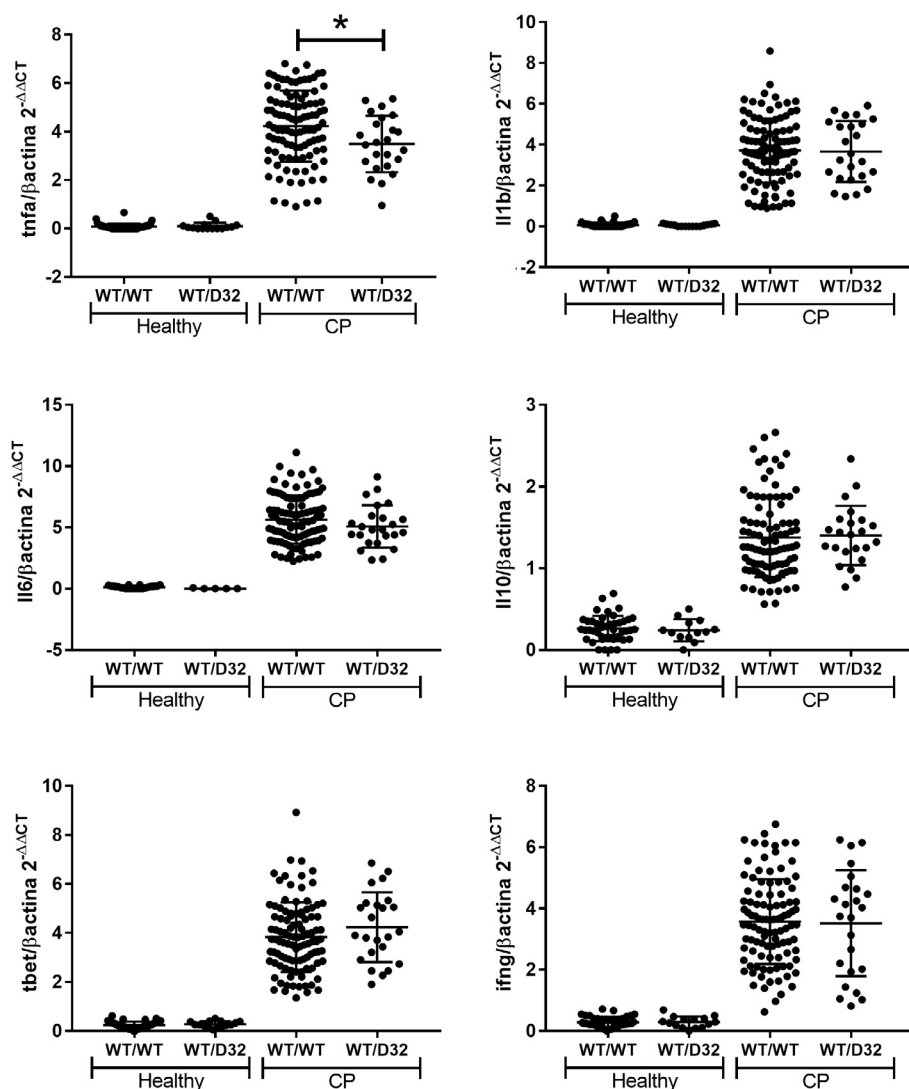 tnfa/βactina 2^-ΔΔCT
8
6
4
2
0
-2
*
WT/WT WT/D32 WT/WT WT/D32
Healthy CP
Il1b/βactina 2^-ΔΔCT
10
8
6
4
2
0
-2
WT/WT WT/D32 WT/WT WT/D32
Healthy CP
Il6/βactina 2^-ΔΔCT
15
10
5
0
-5
WT/WT WT/D32 WT/WT WT/D32
Healthy CP
Il10/βactina 2^-ΔΔCT
3
2
1
0
WT/WT WT/D32 WT/WT WT/D32
Healthy CP
tbet/βactina 2^-ΔΔCT
10
8
6
4
2
0
WT/WT WT/D32 WT/WT WT/D32
Healthy CP
ifng/βactina 2^-ΔΔCT
8
6
4
2
0
WT/WT WT/D32 WT/WT WT/D32
Healthy CP